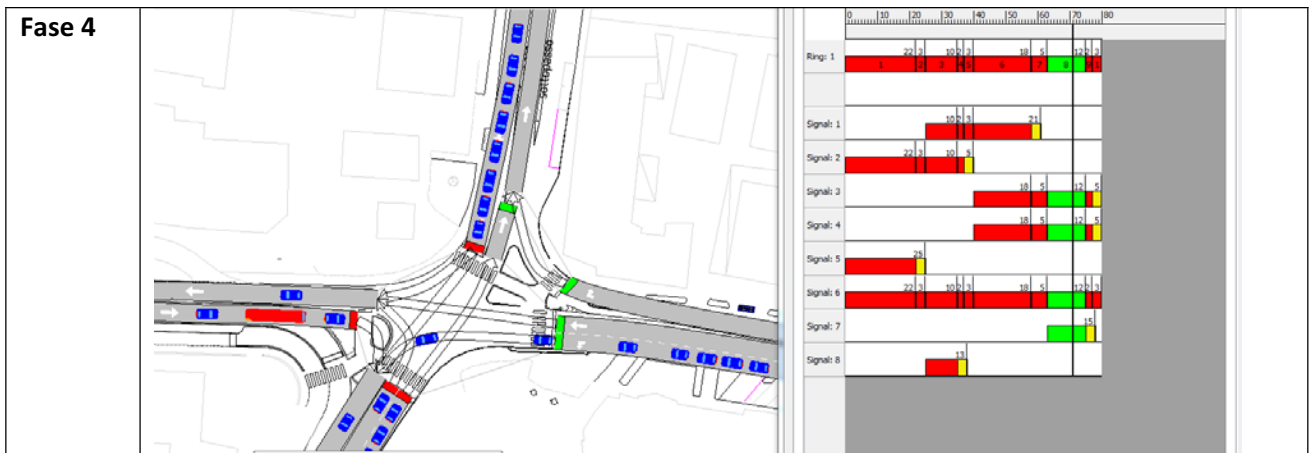 Fase 4
sottopasso
0 10 20 30 40 50 60 70 80
Ring: 1 22 3 10 2 3 18 5 12 2 3
1 2 3 4 5 6 7 8 9 1
Signal: 1 10 2 3 21
Signal: 2 22 3 10 5
Signal: 3 18 5 12 5
Signal: 4 18 5 12 5
Signal: 5 25
Signal: 6 22 3 10 2 3 18 5 12 2 3
Signal: 7 15
Signal: 8 13